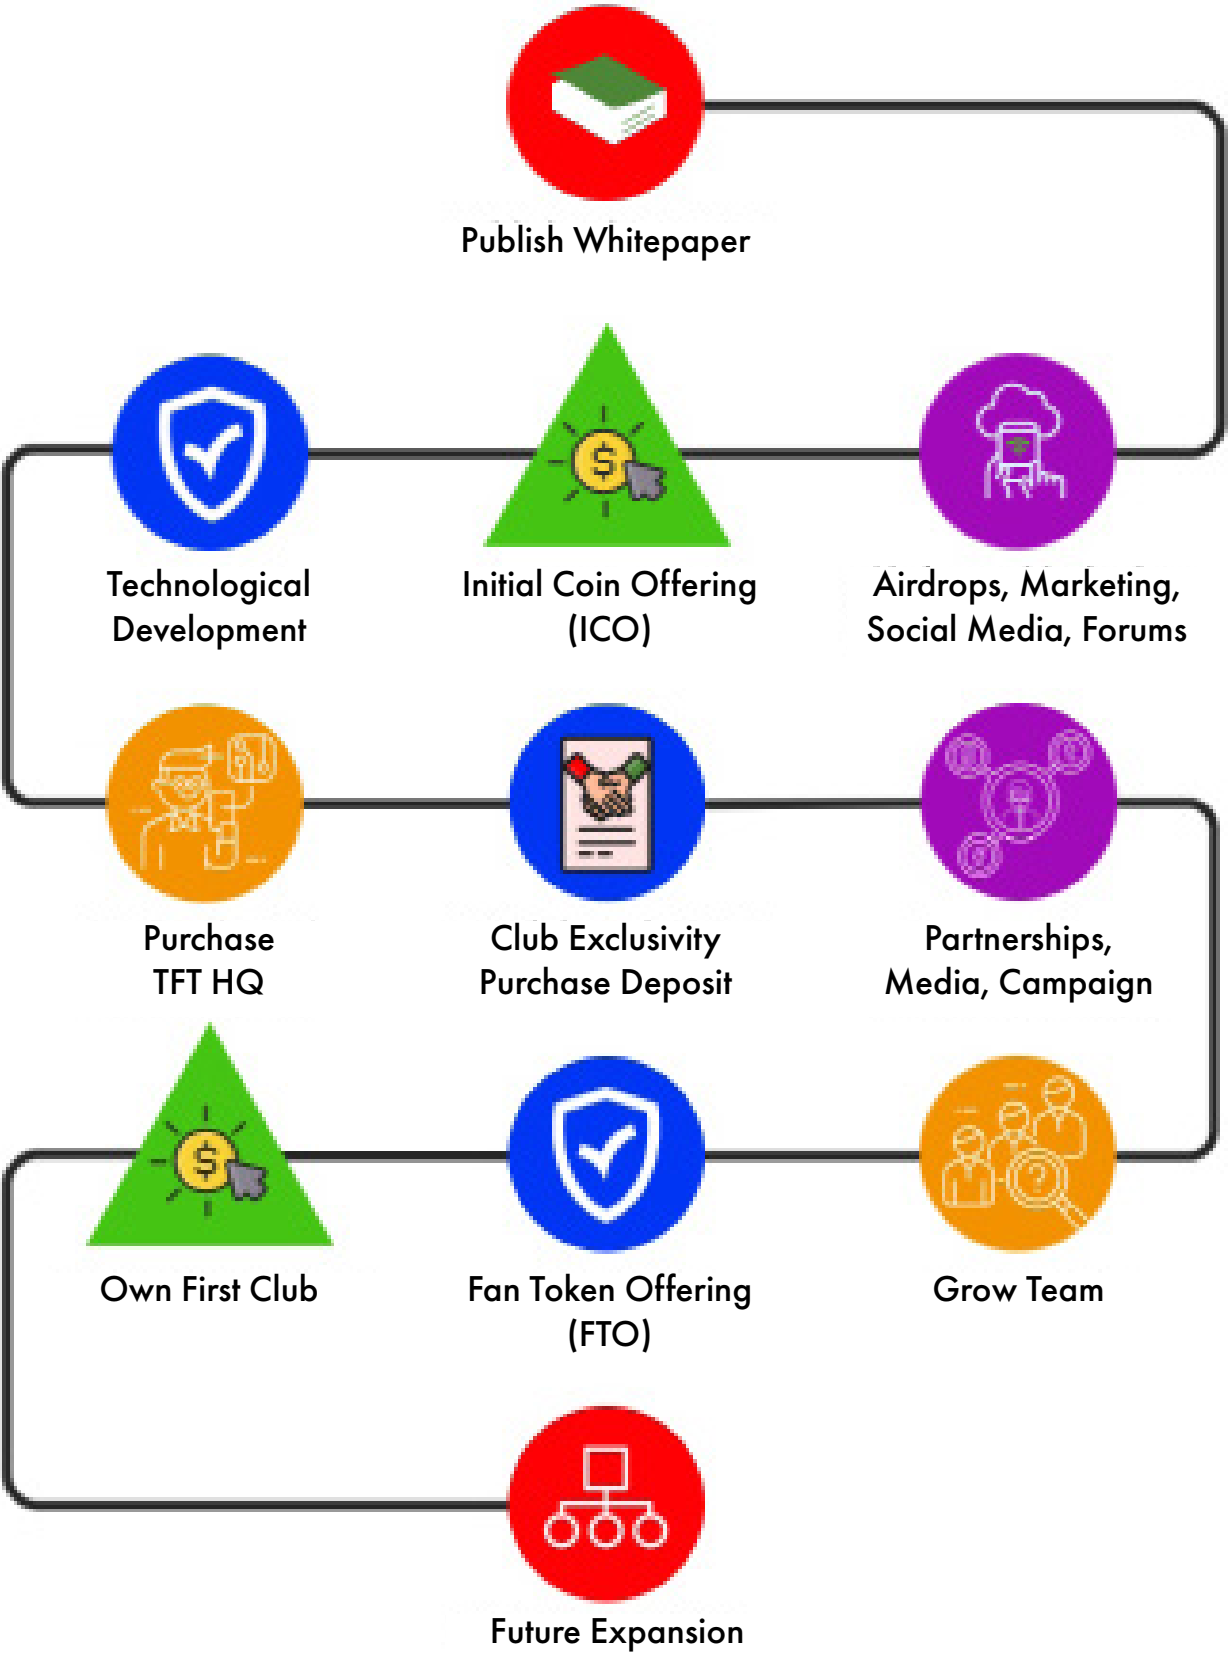 Publish Whitepaper
Technological
Development
Initial Coin Offering
(ICO)
Airdrops, Marketing,
Social Media, Forums
Purchase
TFT HQ
Club Exclusivity
Purchase Deposit
Partnerships,
Media, Campaign
Own First Club
Fan Token Offering
(FTO)
Grow Team
Future Expansion